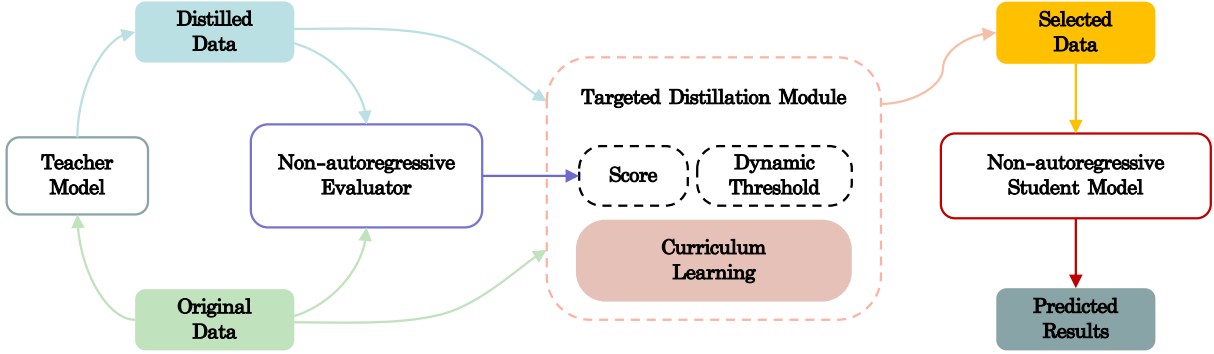 Distilled
Data
Selected
Data
Targeted Distillation Module
Teacher
Model
Non-autoregressive
Evaluator
Score
Dynamic
Threshold
Non-autoregressive
Student Model
Curriculum
Learning
Original
Data
Predicted
Results